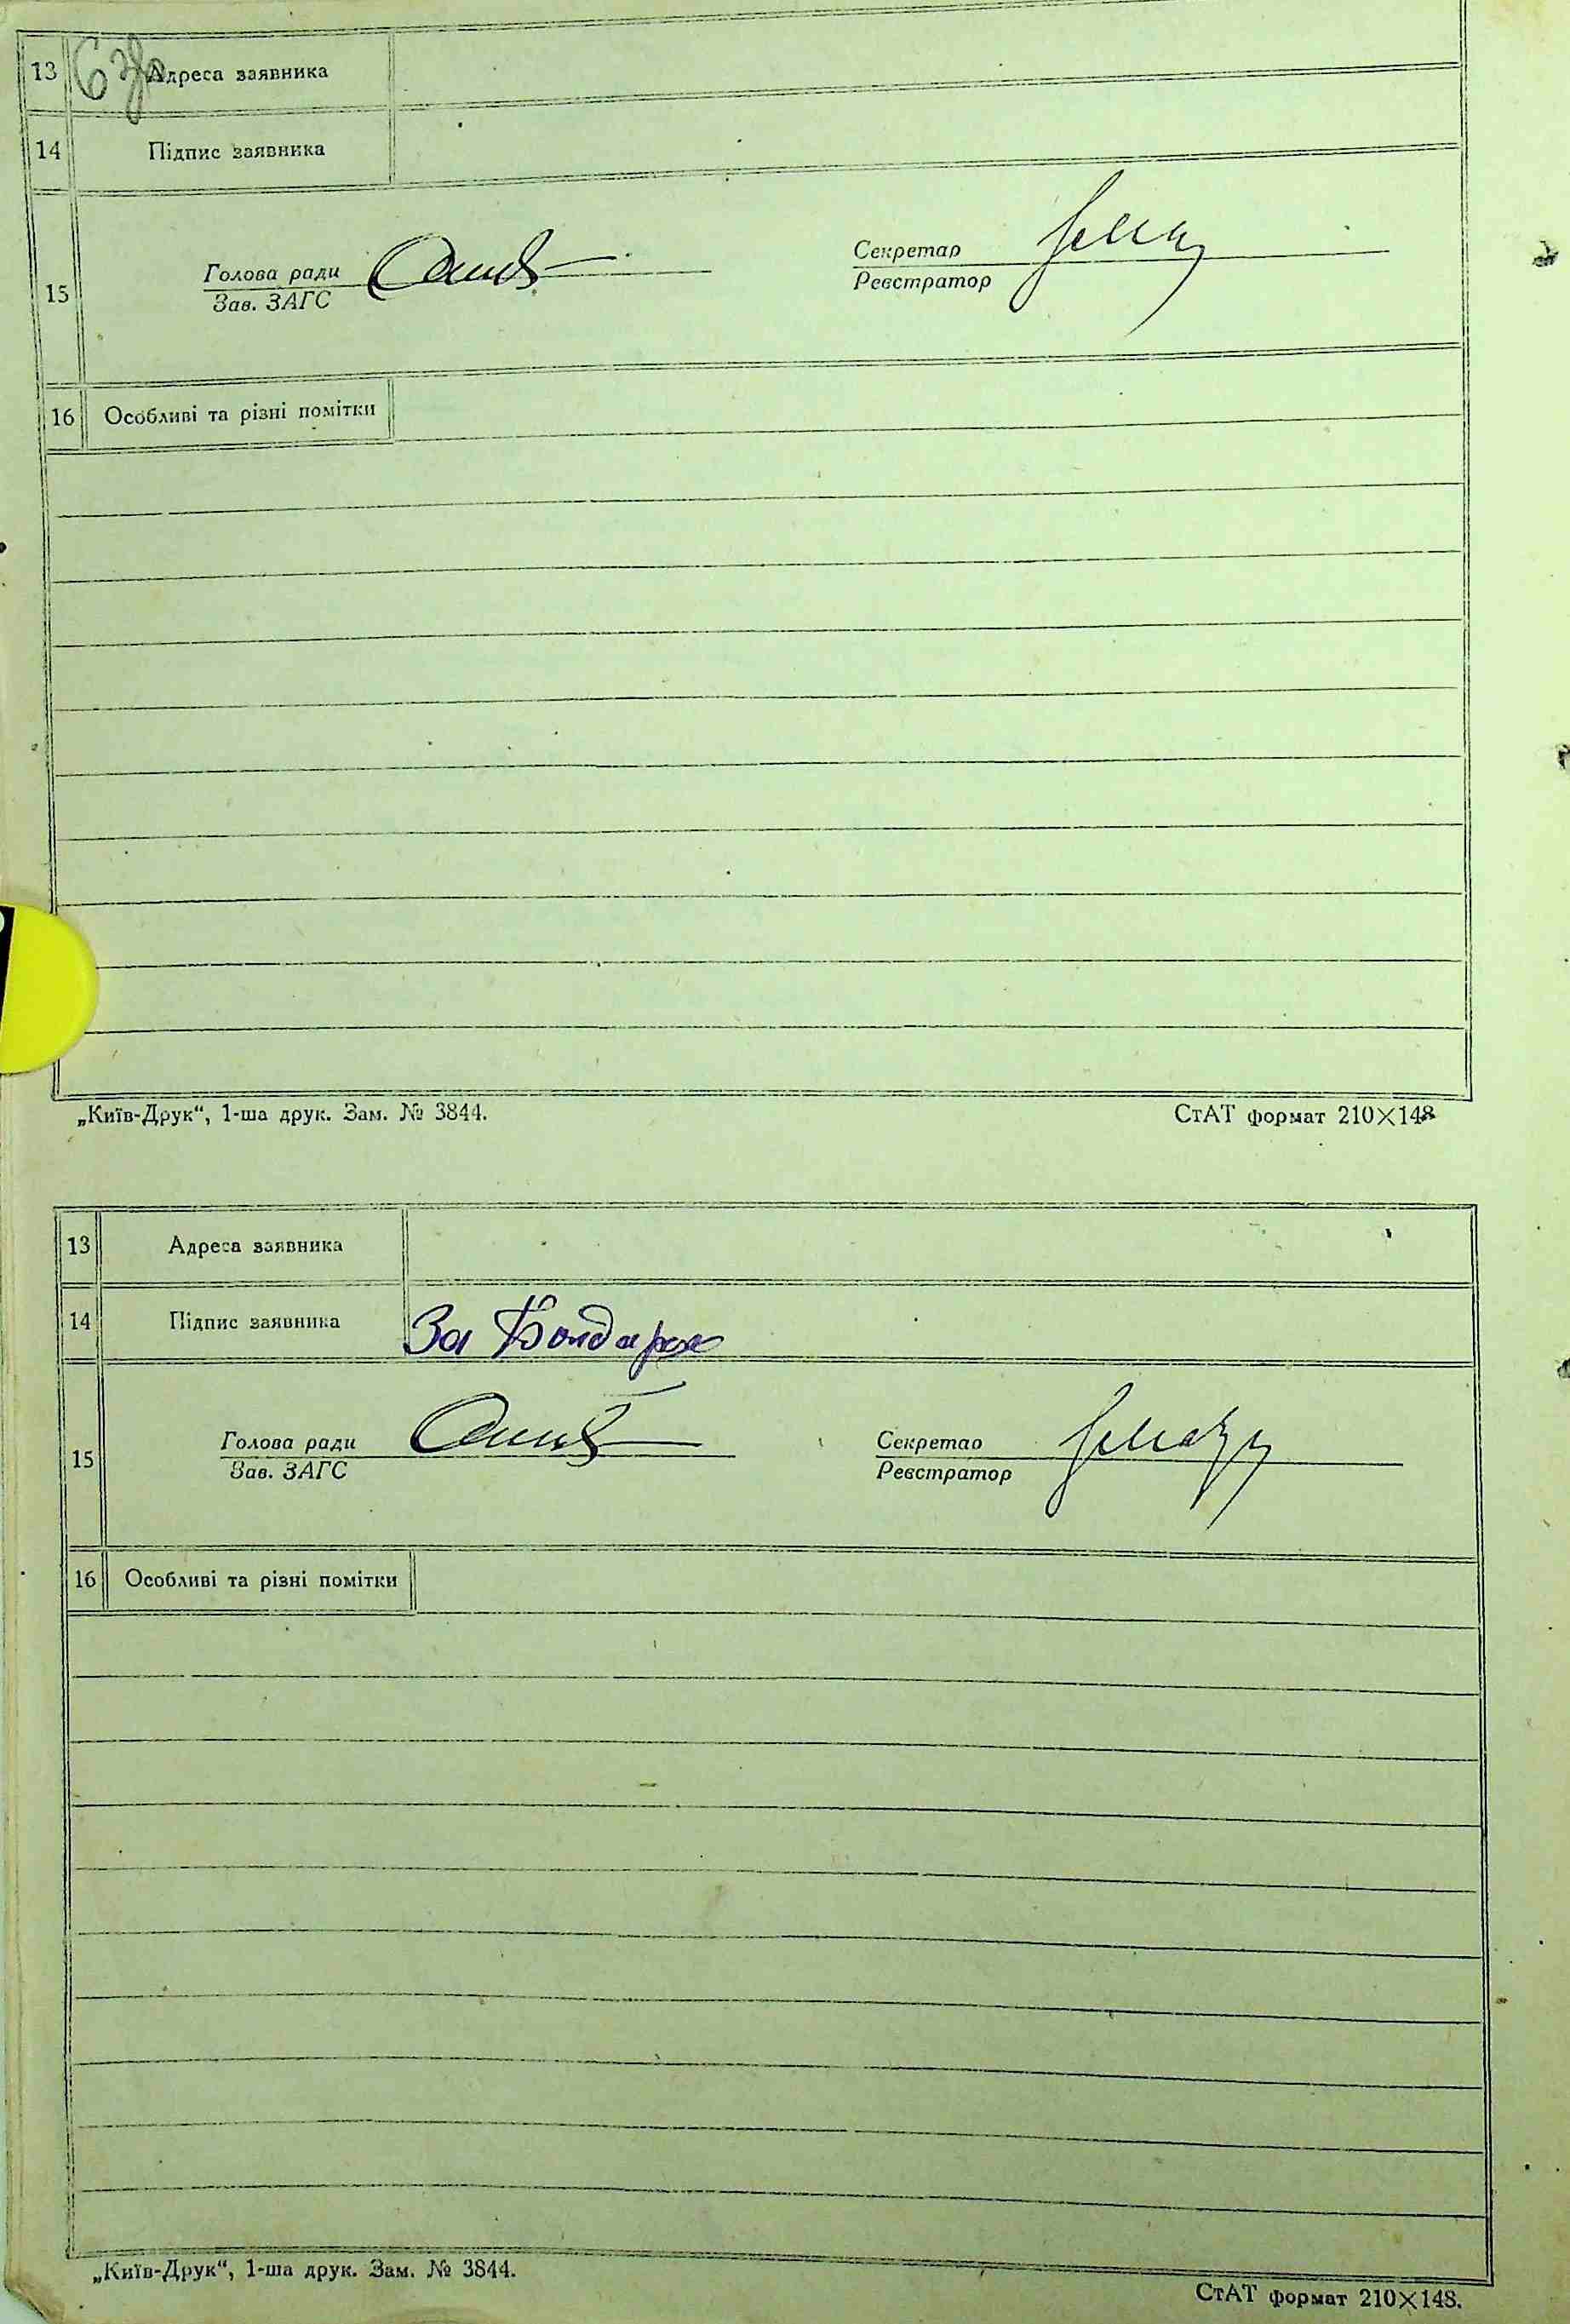 13 Адреса заявника
14 Підпис заявника
Голова ради Секретар
15 Зав. ЗАГС Реєстратор
16 Особливі та різні помітки
„Київ-Друк“, 1-ша друк. Зам. № 3844. СтАТ формат 210×148
13 Адреса заявника
14 Підпис заявника За Бондарж
Голова ради Секретар
15 Зав. ЗАГС Реєстратор
16 Особливі та різні помітки
„Київ-Друк“, 1-ша друк. Зам. № 3844.
СтАТ формат 210×148.